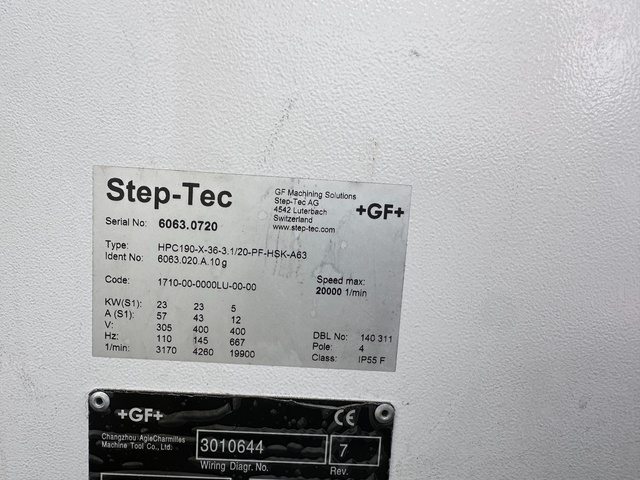 Step-Tec
GF Machining Solutions
Step-Tec AG
4542 Luterbach
Switzerland
www.step-tec.com
+GF+
Serial No: 6063.0720
Type: HPC190-X-36-3.1/20-PF-HSK-A63
Ident No: 6063.020.A.10g
Code: 1710-00-0000LU-00-00
Speed max:
20000 1/min
KW(S1): 23 23 5
A (S1): 57 43 12
V: 305 400 400
Hz: 110 145 667
1/min: 3170 4260 19900
DBL No: 140 311
Pole: 4
Class: IP55 F
+GF+
CE
Changzhou AgieCharmilles
Machine Tool Co., Ltd.
3010644
7
Wiring Diagr. No.
Rev.